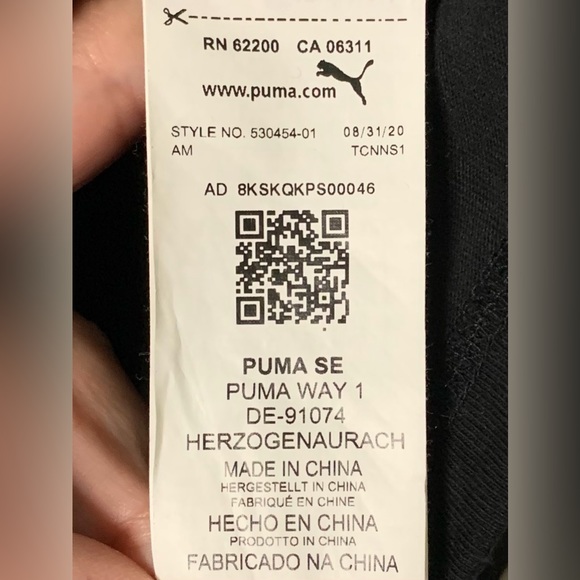 RN 62200 CA 06311
www.puma.com
STYLE NO. 530454-01 08/31/20
AM TCNNS1
AD 8KSKQKPS00046
PUMA SE
PUMA WAY 1
DE-91074
HERZOGENAURACH
MADE IN CHINA
HERGESTELLT IN CHINA
FABRIQUÉ EN CHINE
HECHO EN CHINA
PRODOTTO IN CHINA
FABRICADO NA CHINA